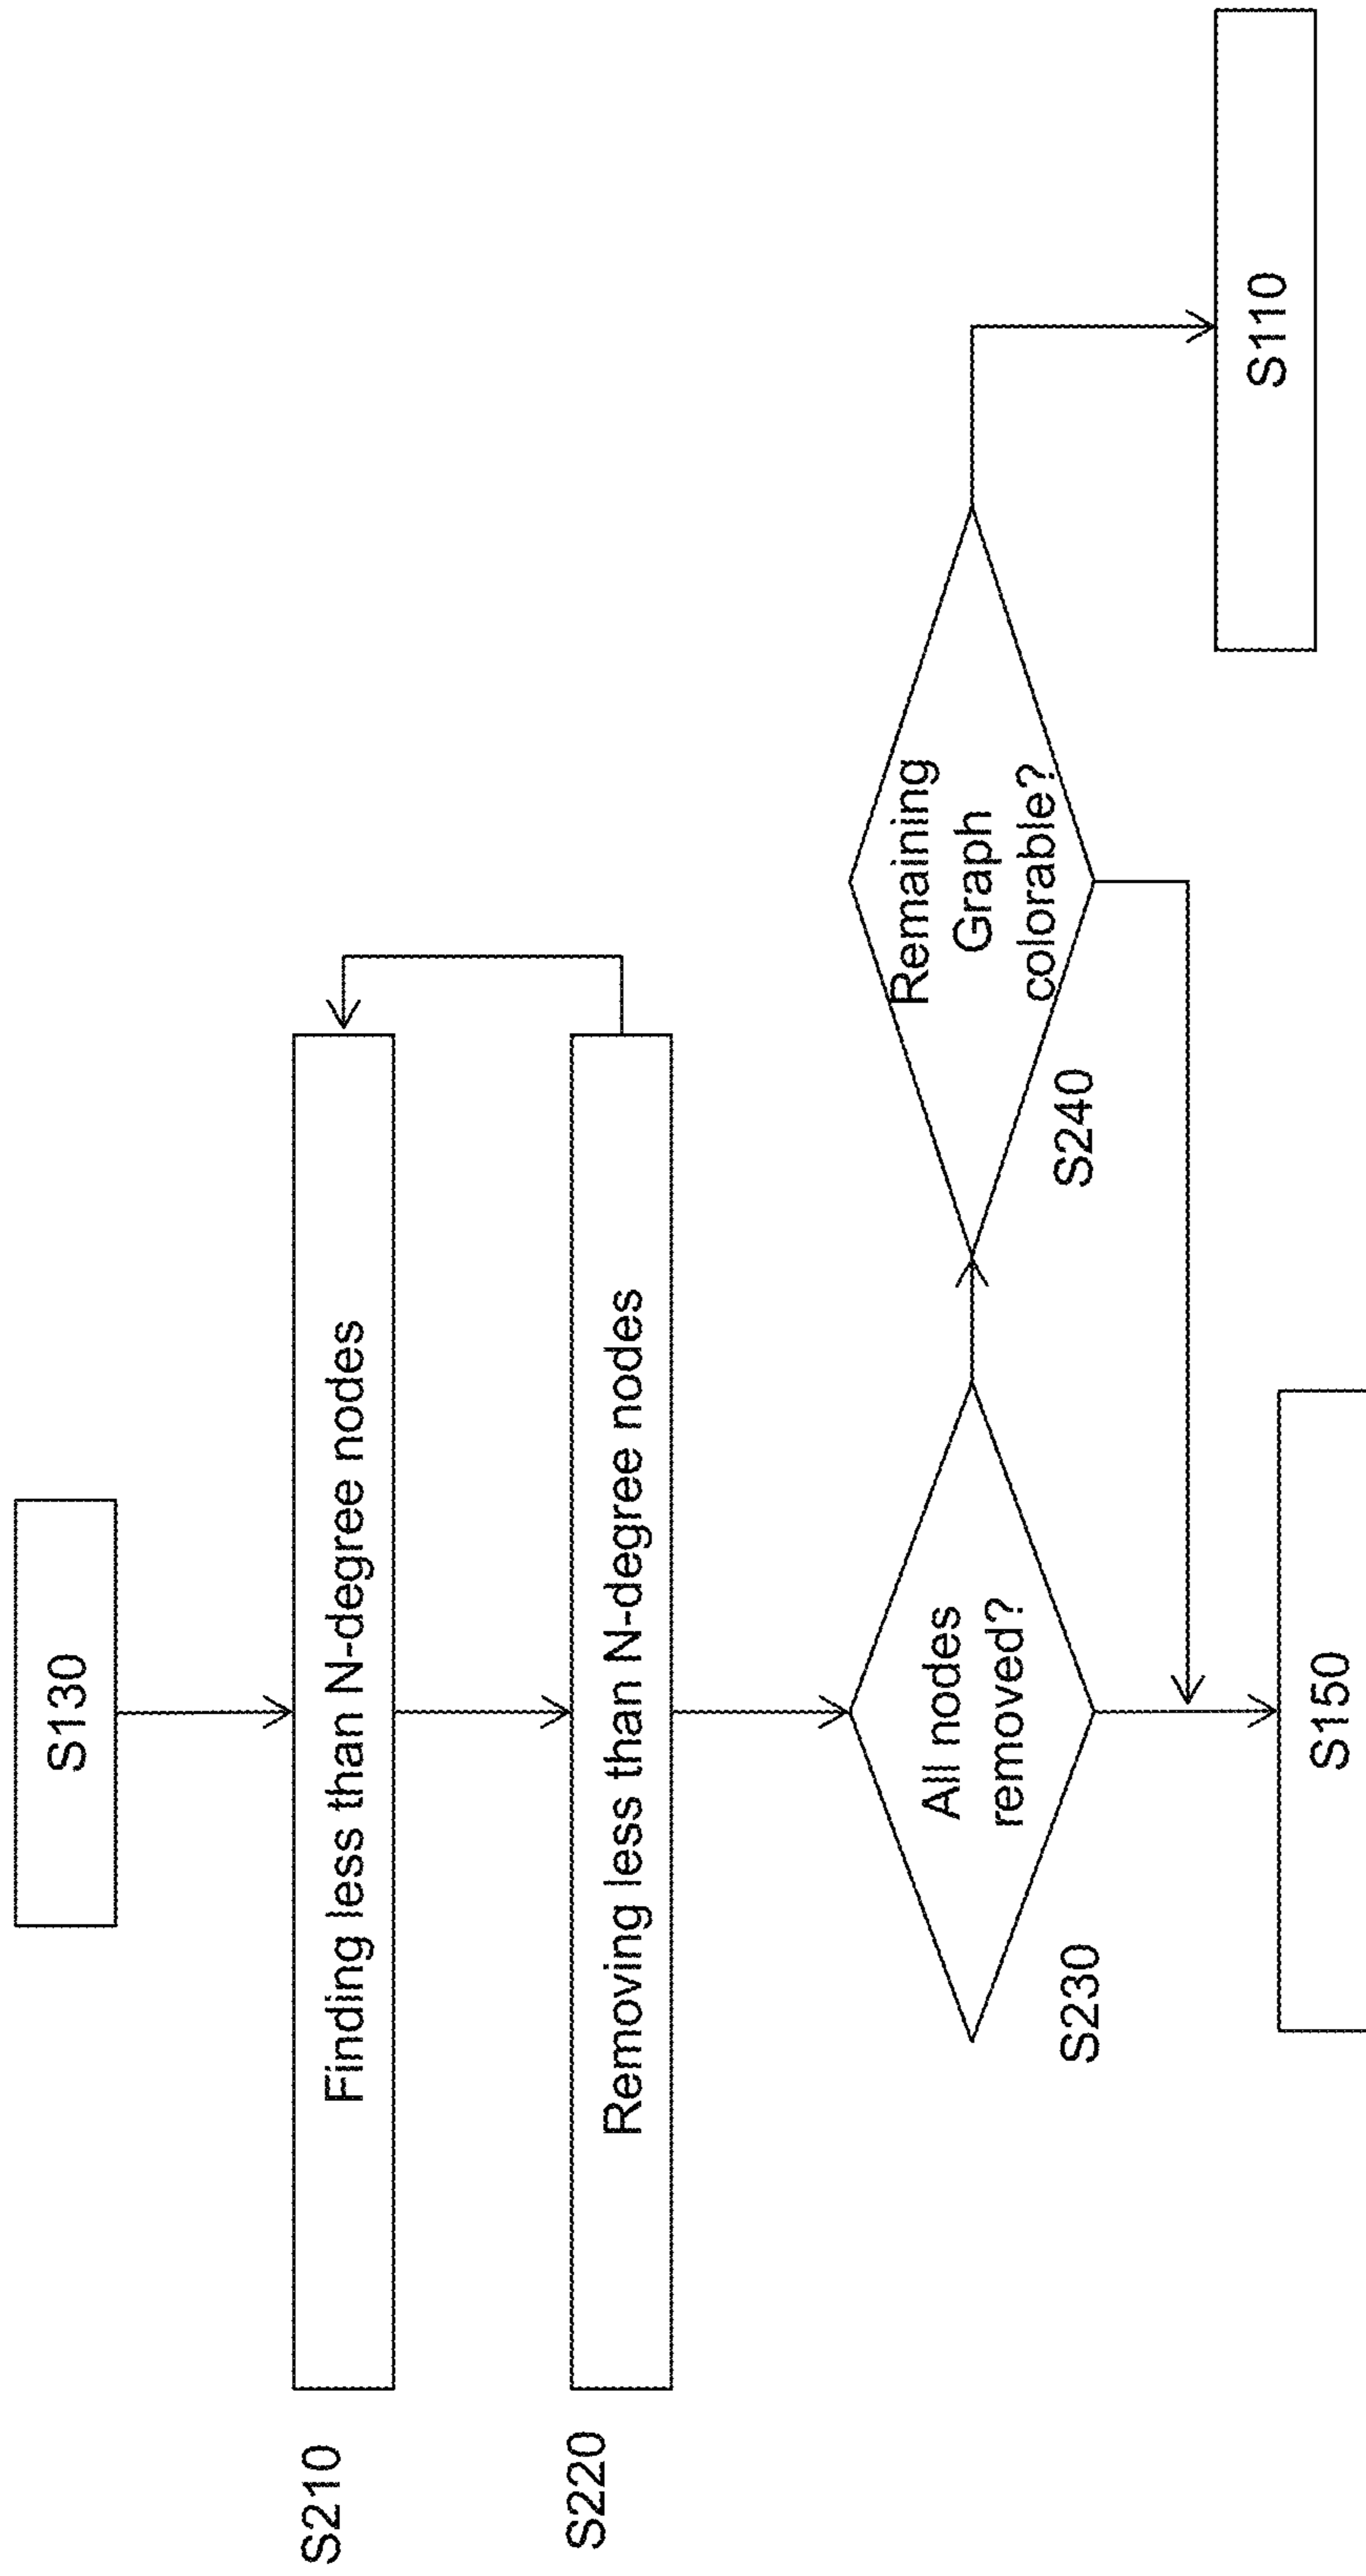 S130
S210
Finding less than N-degree nodes
S220
Removing less than N-degree nodes
All nodes
removed?
S230
Remaining
Graph
colorable?
S240
S150
S110